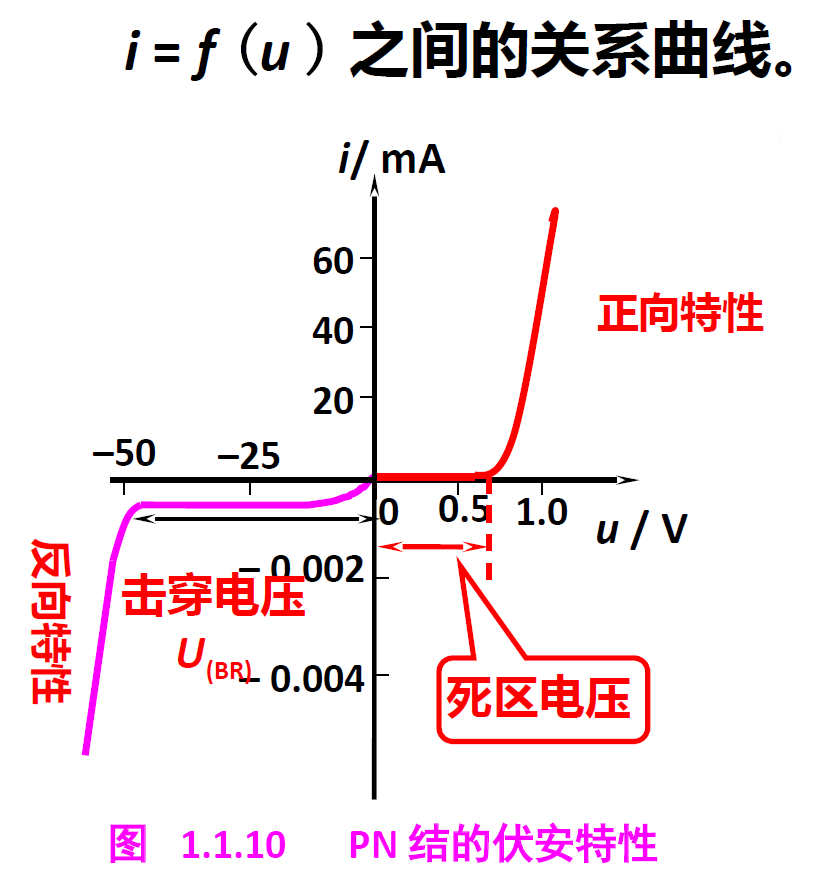 i = f（u ）之间的关系曲线。
i/ mA
60
40
20
–50
–25
0
0.5
1.0
u / V
正向特性
反向特性
– 0.002
击穿电压
U(BR)
– 0.004
死区电压
图 1.1.10 PN 结的伏安特性